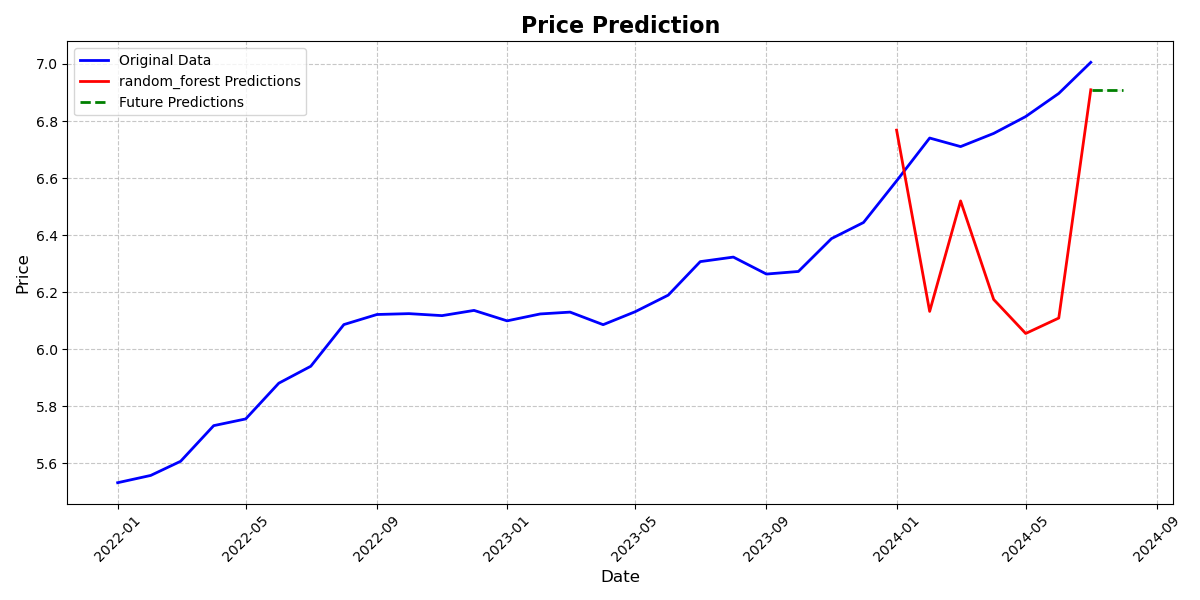 Price Prediction
Original Data
random_forest Predictions
Future Predictions
Price
7.0
6.8
6.6
6.4
6.2
6.0
5.8
5.6
2022-01
2022-05
2022-09
2023-01
2023-05
2023-09
2024-01
2024-05
2024-09
Date